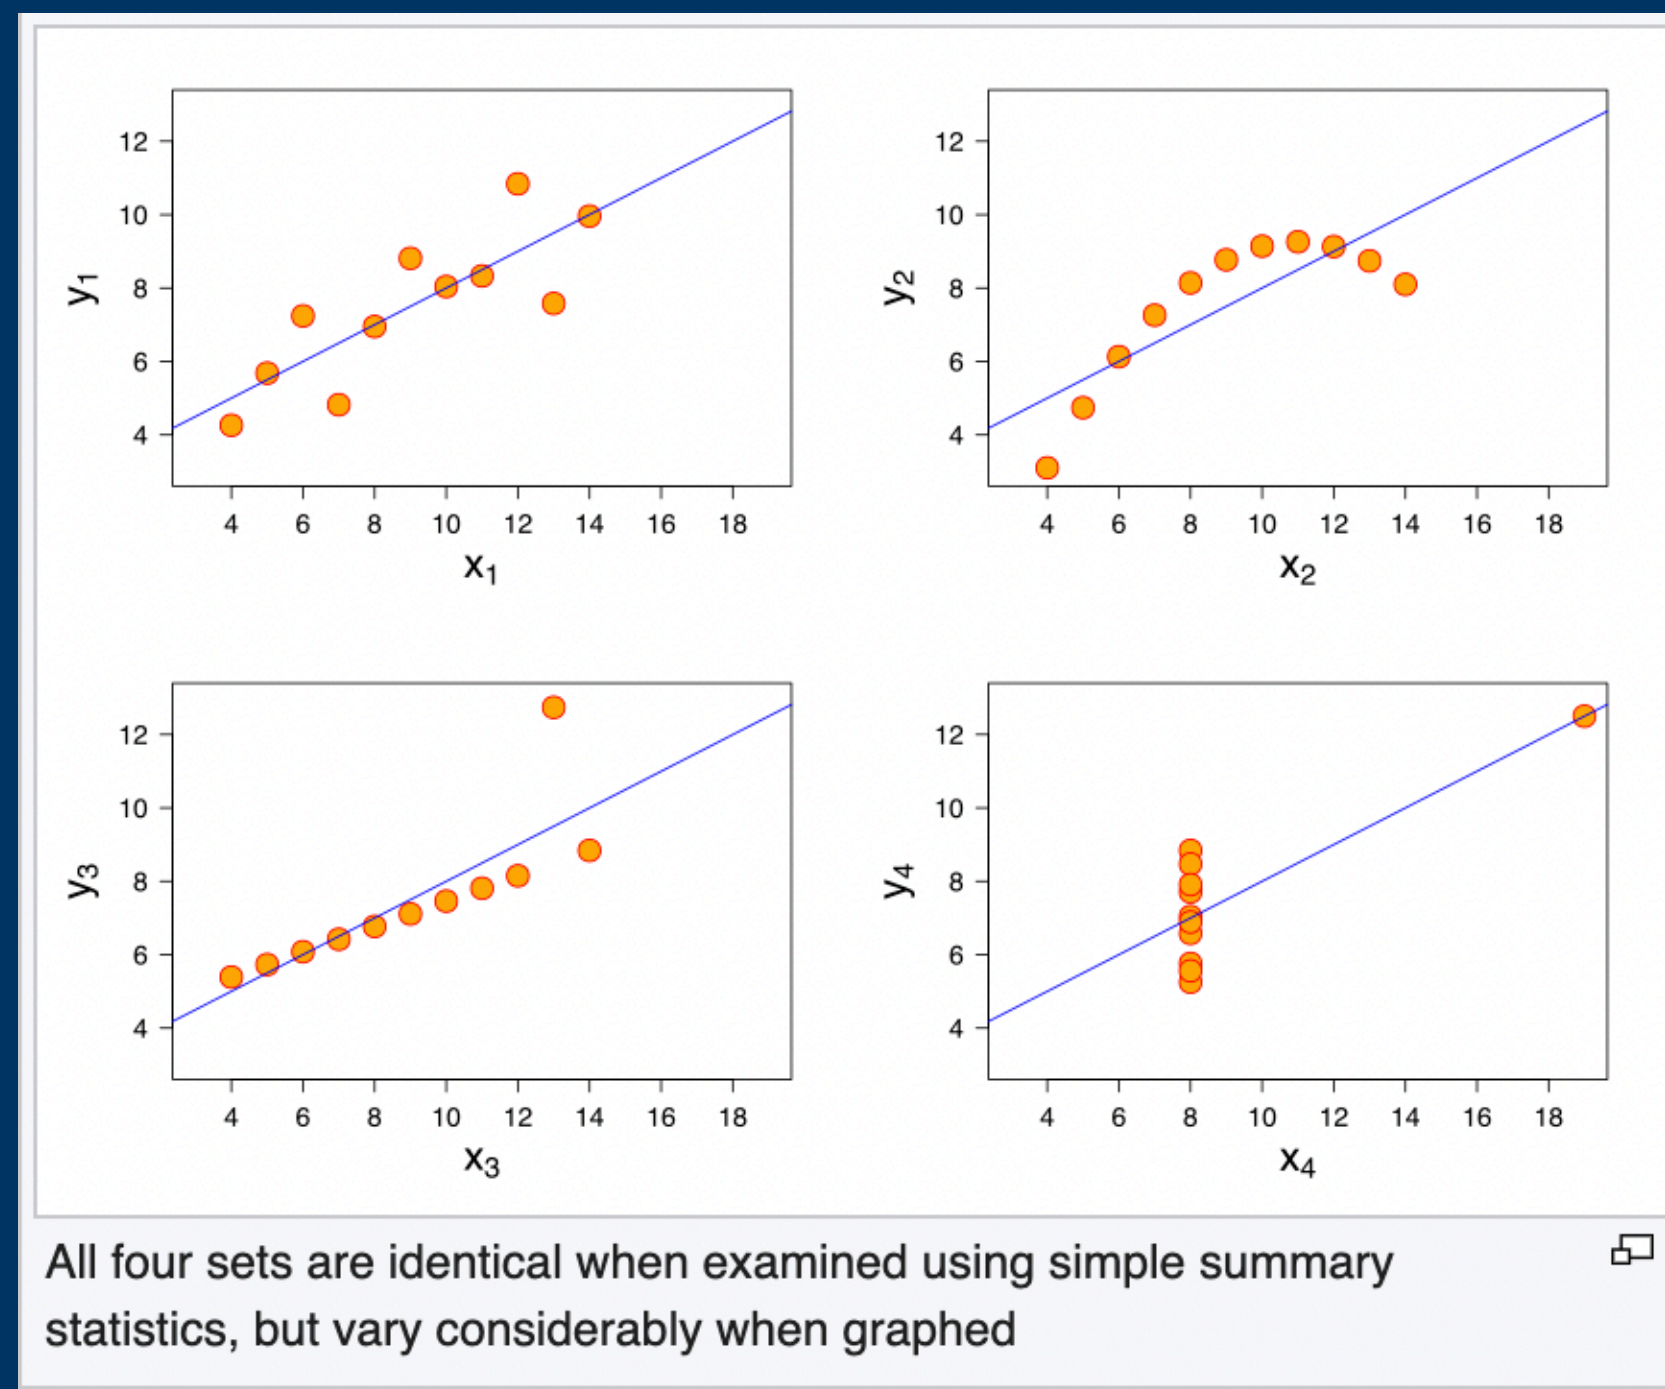 12
10
8
6
4
y1
4 6 8 10 12 14 16 18
x1
12
10
8
6
4
y2
4 6 8 10 12 14 16 18
x2
12
10
8
6
4
y3
4 6 8 10 12 14 16 18
x3
12
10
8
6
4
y4
4 6 8 10 12 14 16 18
x4
All four sets are identical when examined using simple summary
statistics, but vary considerably when graphed